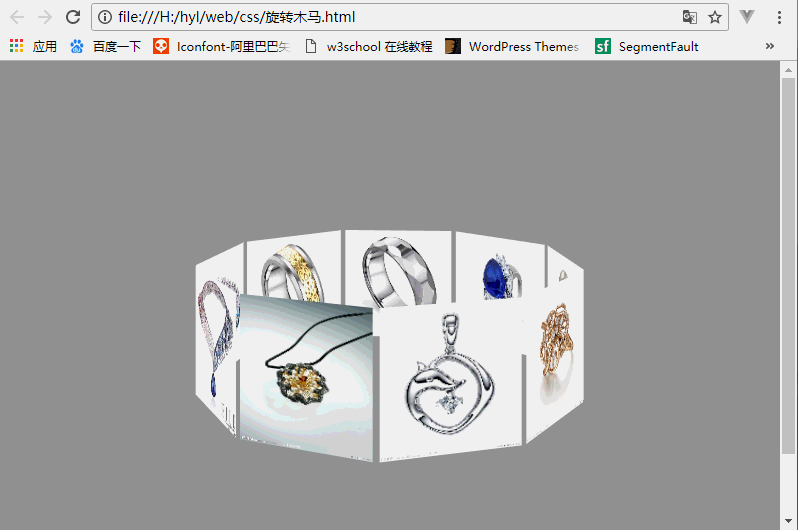 file:///H:/hyl/web/css/旋转木马.html
应用 百度一下 Iconfont-阿里巴巴矢 w3school 在线教程 WordPress Themes SegmentFault »